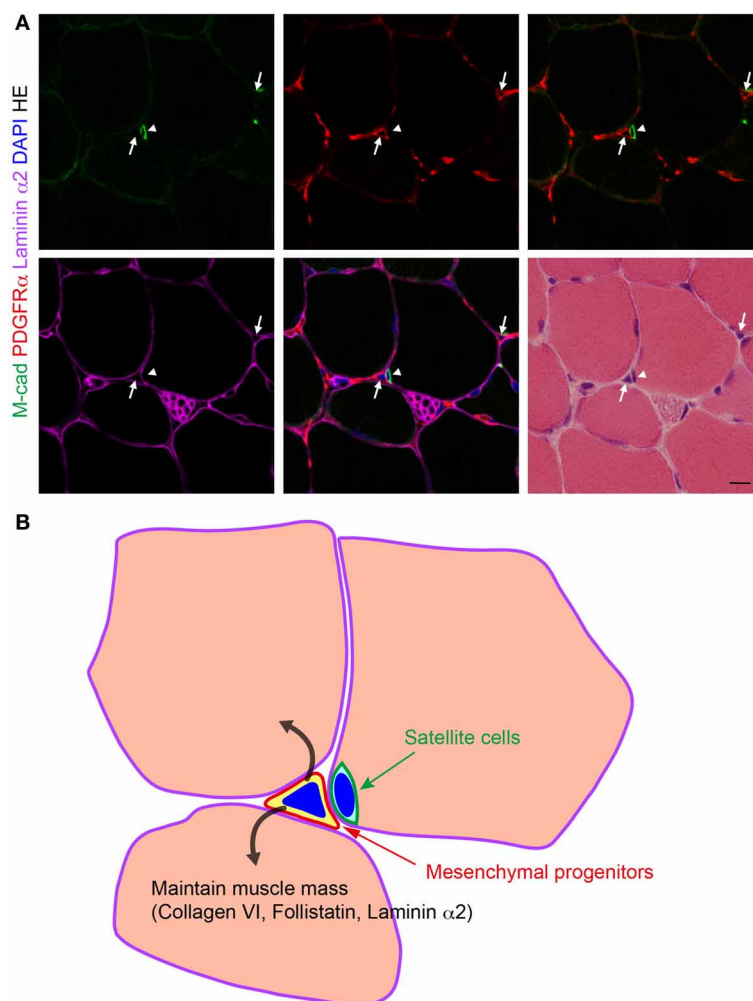 A
M-cad PDGFRα Laminin α2 DAPI HE
B
Satellite cells
Mesenchymal progenitors
Maintain muscle mass
(Collagen VI, Follistatin, Laminin α2)